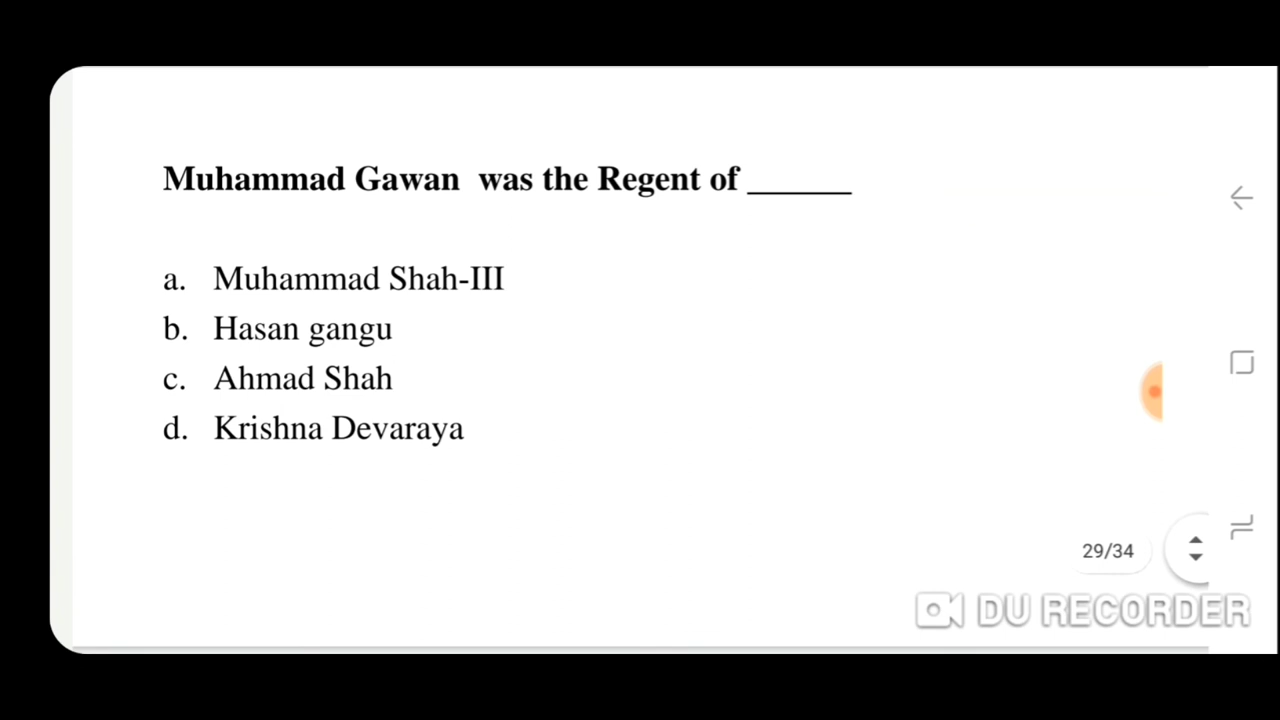 Muhammad Gawan was the Regent of ______
a. Muhammad Shah-III
b. Hasan gangu
c. Ahmad Shah
d. Krishna Devaraya
29/34
DU RECORDER